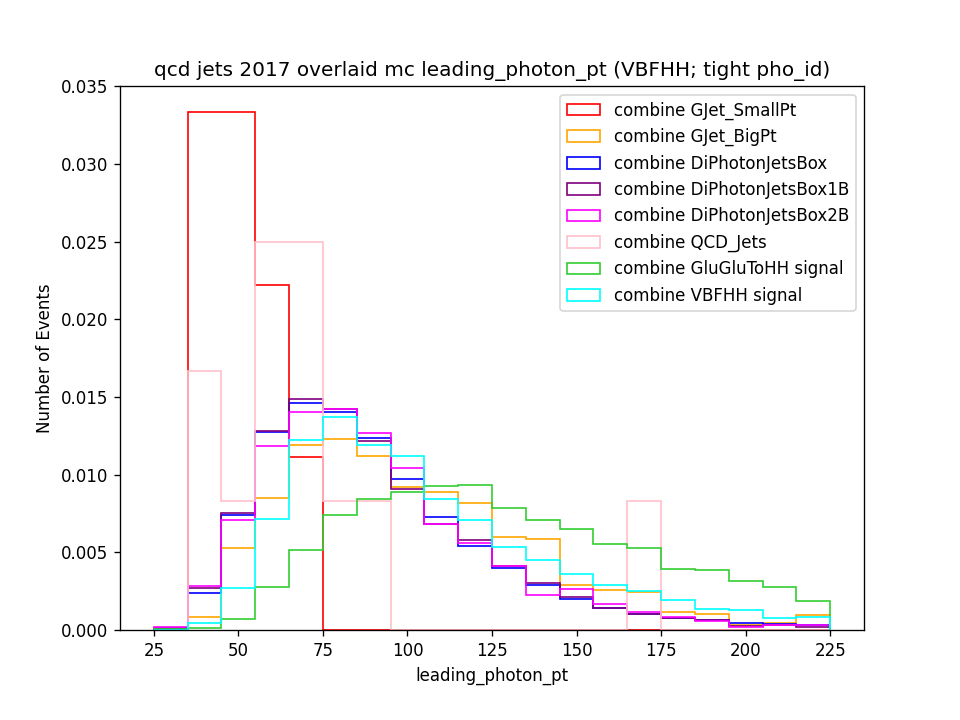 qcd jets 2017 overlaid mc leading_photon_pt (VBFHH; tight pho_id)
0.035
0.030
0.025
0.020
0.015
0.010
0.005
0.000
Number of Events
combine GJet_SmallPt
combine GJet_BigPt
combine DiPhotonJetsBox
combine DiPhotonJetsBox1B
combine DiPhotonJetsBox2B
combine QCD_Jets
combine GluGluToHH signal
combine VBFHH signal
25 50 75 100 125 150 175 200 225
leading_photon_pt